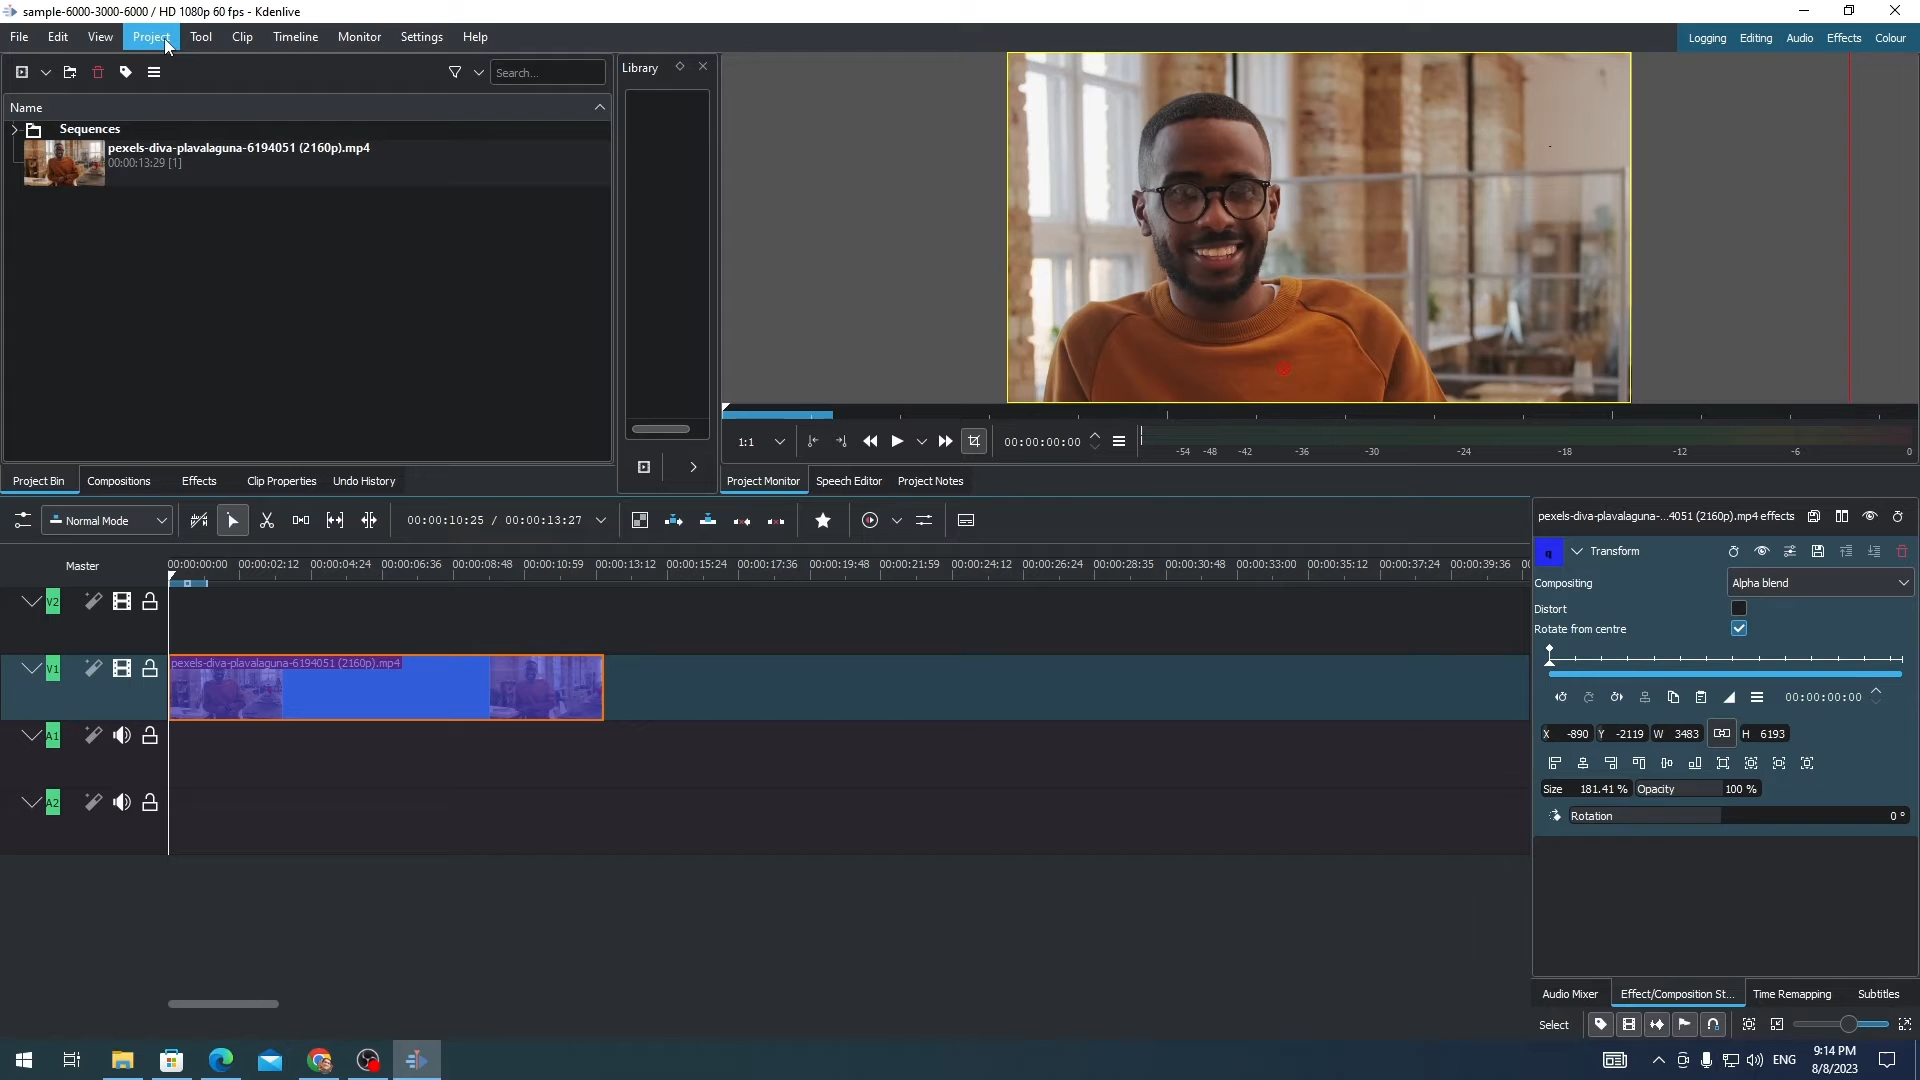 sample-6000-3000-6000 / HD 1080p 60 fps - Kdenlive
File Edit View Project Tool Clip Timeline Monitor Settings Help
Logging Editing Audio Effects Colour
Search...
Library
Name
Sequences
pexels-diva-plavalaguna-6194051 (2160p).mp4
00:00:13:29 [1]
1:1
00:00:00:00
-54 -48 -42 -36 -30 -24 -18 -12 -6 0
Project Bin Compositions Effects Clip Properties Undo History
Project Monitor Speech Editor Project Notes
Normal Mode
00:00:10:25 / 00:00:13:27
pexels-diva-plavalaguna-...4051 (2160p).mp4 effects
q Transform
Compositing Alpha blend
Distort
Rotate from centre
00:00:00:00
X -890 Y -2119 W 3483 H 6193
Size 181.41 % Opacity 100 %
Rotation 0 º
Master
00:00:00:00 00:00:02:12 00:00:04:24 00:00:06:36 00:00:08:48 00:00:10:59 00:00:13:12 00:00:15:24 00:00:17:36 00:00:19:48 00:00:21:59 00:00:24:12 00:00:26:24 00:00:28:35 00:00:30:48 00:00:33:00 00:00:35:12 00:00:37:24 00:00:39:36
V2
V1
pexels-diva-plavalaguna-6194051 (2160p).mp4
A1
A2
Audio Mixer Effect/Composition St... Time Remapping Subtitles
Select
ENG
9:14 PM
8/8/2023